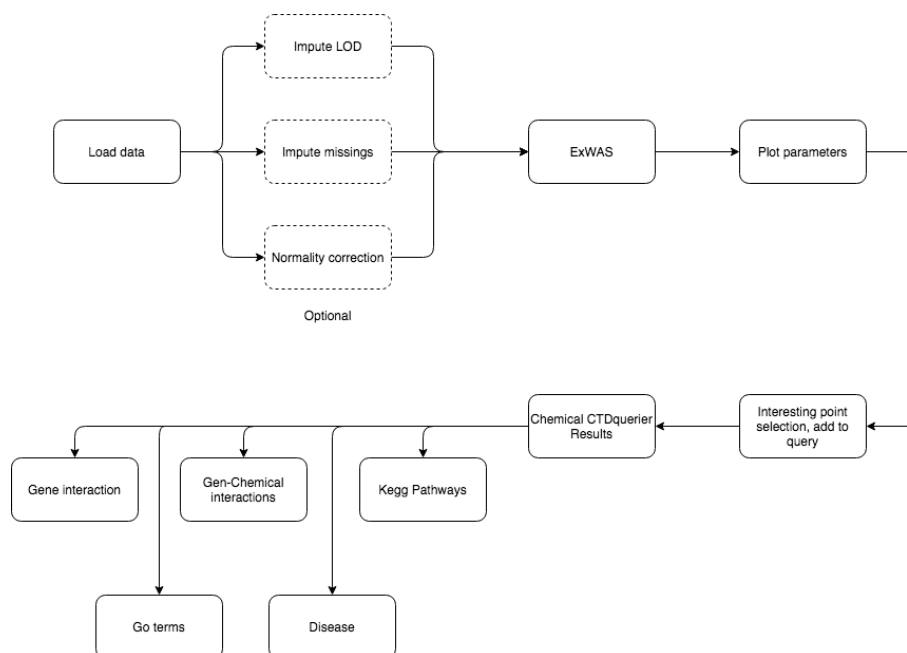 Impute LOD
Load data
Impute missings
ExWAS
Plot parameters
Normality correction
Optional
Chemical CTDquerier
Results
Interesting point
selection, add to
query
Gene interaction
Gen-Chemical
interactions
Kegg Pathways
Go terms
Disease